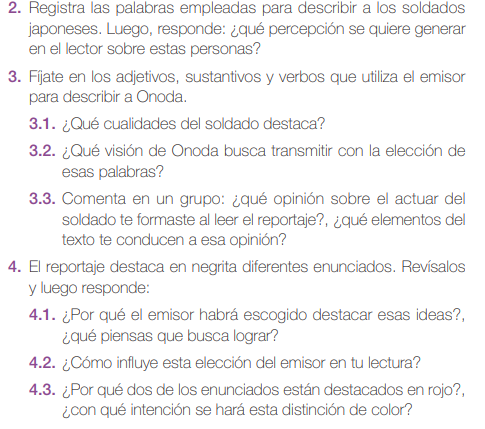 2. Registra las palabras empleadas para describir a los soldados
japoneses. Luego, responde: ¿qué percepción se quiere generar
en el lector sobre estas personas?
3. Fíjate en los adjetivos, sustantivos y verbos que utiliza el emisor
para describir a Onoda.
3.1. ¿Qué cualidades del soldado destaca?
3.2. ¿Qué visión de Onoda busca transmitir con la elección de
esas palabras?
3.3. Comenta en un grupo: ¿qué opinión sobre el actuar del
soldado te formaste al leer el reportaje?, ¿qué elementos del
texto te conducen a esa opinión?
4. El reportaje destaca en negrita diferentes enunciados. Revísalos
y luego responde:
4.1. ¿Por qué el emisor habrá escogido destacar esas ideas?,
¿qué piensas que busca lograr?
4.2. ¿Cómo influye esta elección del emisor en tu lectura?
4.3. ¿Por qué dos de los enunciados están destacados en rojo?,
¿con qué intención se hará esta distinción de color?